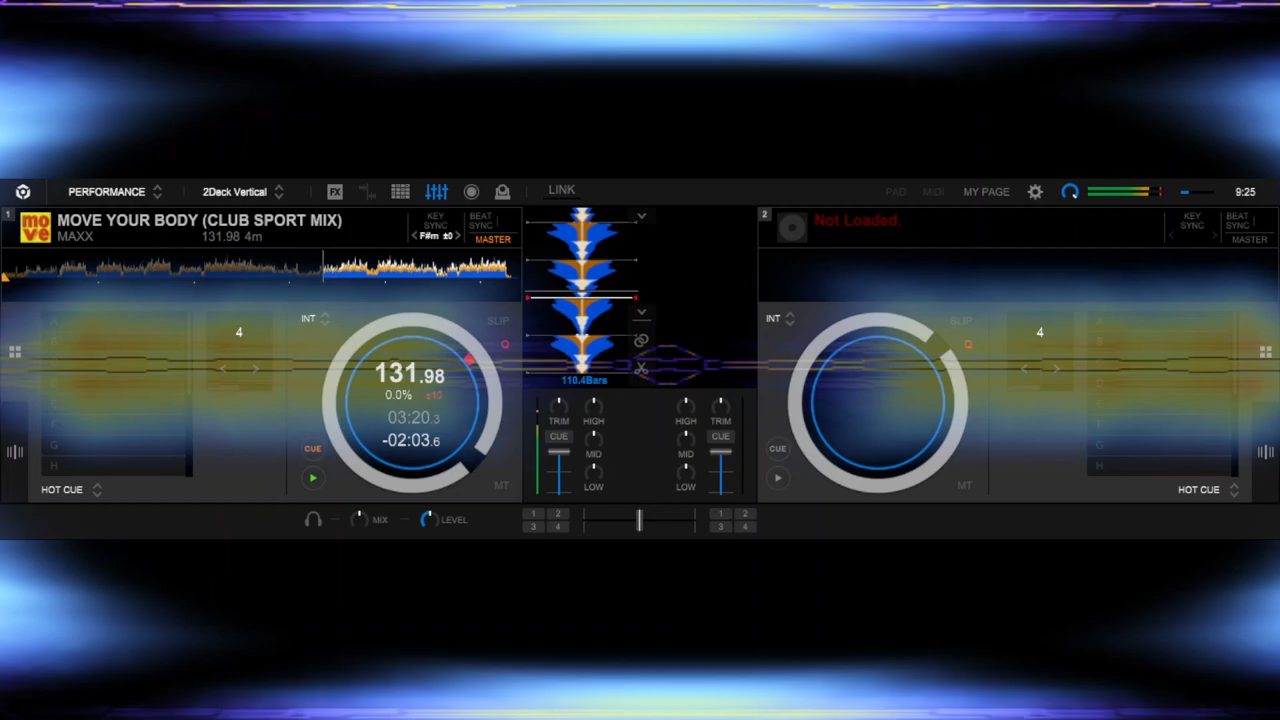 PERFORMANCE 2Deck Vertical FX LINK PAD MIDI MY PAGE 9:25
1 move MOVE YOUR BODY (CLUB SPORT MIX) KEY SYNC BEAT SYNC
MAXX 131.98 4m F#m ±0 MASTER
2 Not Loaded. KEY SYNC BEAT SYNC
MASTER
INT SLIP
4
Q
131.98
0.0% ±10
03:20.3
-02:03.6
CUE
MT
G
H
HOT CUE
110.4Bars
TRIM HIGH HIGH TRIM
CUE MID MID CUE
LOW LOW
INT SLIP
4
Q
CUE
MT
G
H
HOT CUE
MIX LEVEL
1 2 1 2
3 4 3 4